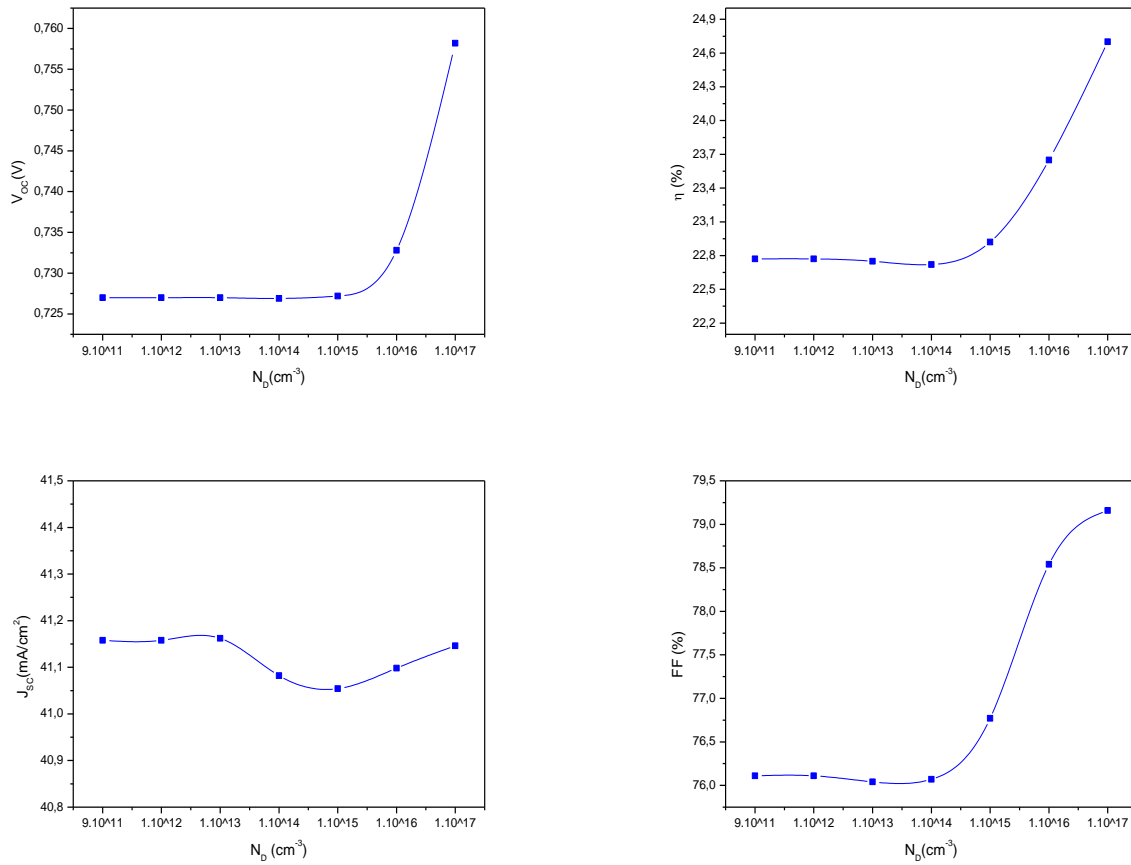 0,760
0,755
0,750
0,745
0,740
0,735
0,730
0,725
V_OC(V)
9.10^11 1.10^12 1.10^13 1.10^14 1.10^15 1.10^16 1.10^17
N_D(cm^-3)
24,9
24,6
24,3
24,0
23,7
23,4
23,1
22,8
22,5
22,2
η (%)
9.10^11 1.10^12 1.10^13 1.10^14 1.10^15 1.10^16 1.10^17
N_D(cm^-3)
41,5
41,4
41,3
41,2
41,1
41,0
40,9
40,8
J_SC(mA/cm^2)
9.10^11 1.10^12 1.10^13 1.10^14 1.10^15 1.10^16 1.10^17
N_D (cm^-3)
79,5
79,0
78,5
78,0
77,5
77,0
76,5
76,0
FF (%)
9.10^11 1.10^12 1.10^13 1.10^14 1.10^15 1.10^16 1.10^17
N_D(cm^-3)